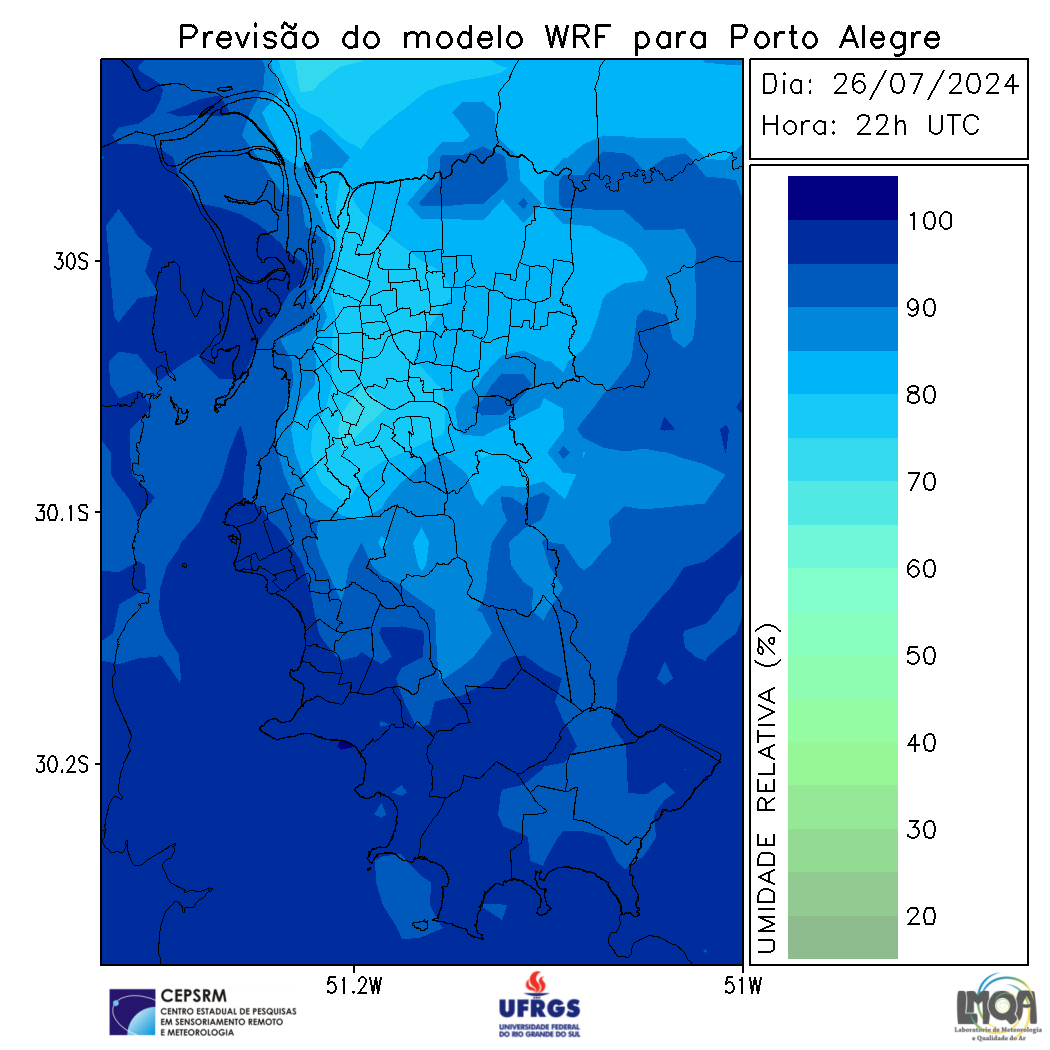 Previsão do modelo WRF para Porto Alegre
Dia: 26/07/2024
Hora: 22h UTC
30S
30.1S
30.2S
51.2W
51W
100
90
80
70
60
50
40
30
20
UMIDADE RELATIVA (%)
CEPSRM
CENTRO ESTADUAL DE PESQUISAS
EM SENSORIAMENTO REMOTO
E METEOROLOGIA
UFRGS
UNIVERSIDADE FEDERAL
DO RIO GRANDE DO SUL
LMQA
Laboratório de Meteorologia
e Qualidade do Ar